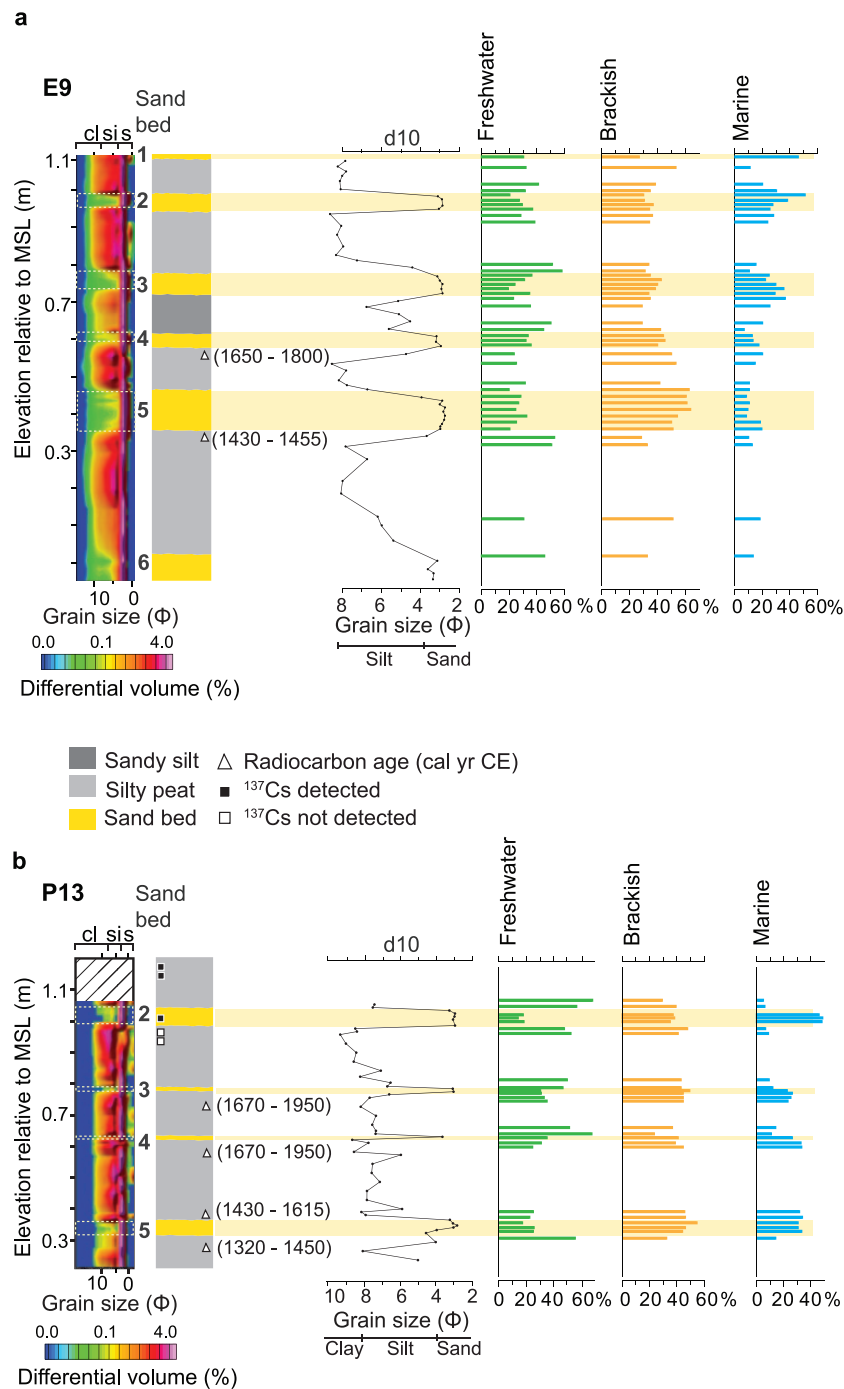 a
E9
Sand
bed
cl si s
d10
Freshwater
Brackish
Marine
Elevation relative to MSL (m)
1.1
0.7
0.3
1
2
3
4
5
6
(1650 - 1800)
(1430 - 1455)
10 0
Grain size (Φ)
0.0 0.1 4.0
Differential volume (%)
8 6 4 2
Grain size (Φ)
Silt Sand
0 20 40 60 %
0 20 40 60 %
0 20 40 60%
Sandy silt
Silty peat
Sand bed
Radiocarbon age (cal yr CE)
¹³⁷Cs detected
¹³⁷Cs not detected
b
P13
Sand
bed
cl si s
d10
Freshwater
Brackish
Marine
Elevation relative to MSL (m)
1.1
0.7
0.3
2
3
4
5
(1670 - 1950)
(1670 - 1950)
(1430 - 1615)
(1320 - 1450)
10 0
Grain size (Φ)
0.0 0.1 4.0
Differential volume (%)
10 8 6 4 2
Grain size (Φ)
Clay Silt Sand
0 20 40 60%
0 20 40 60%
0 20 40 60%